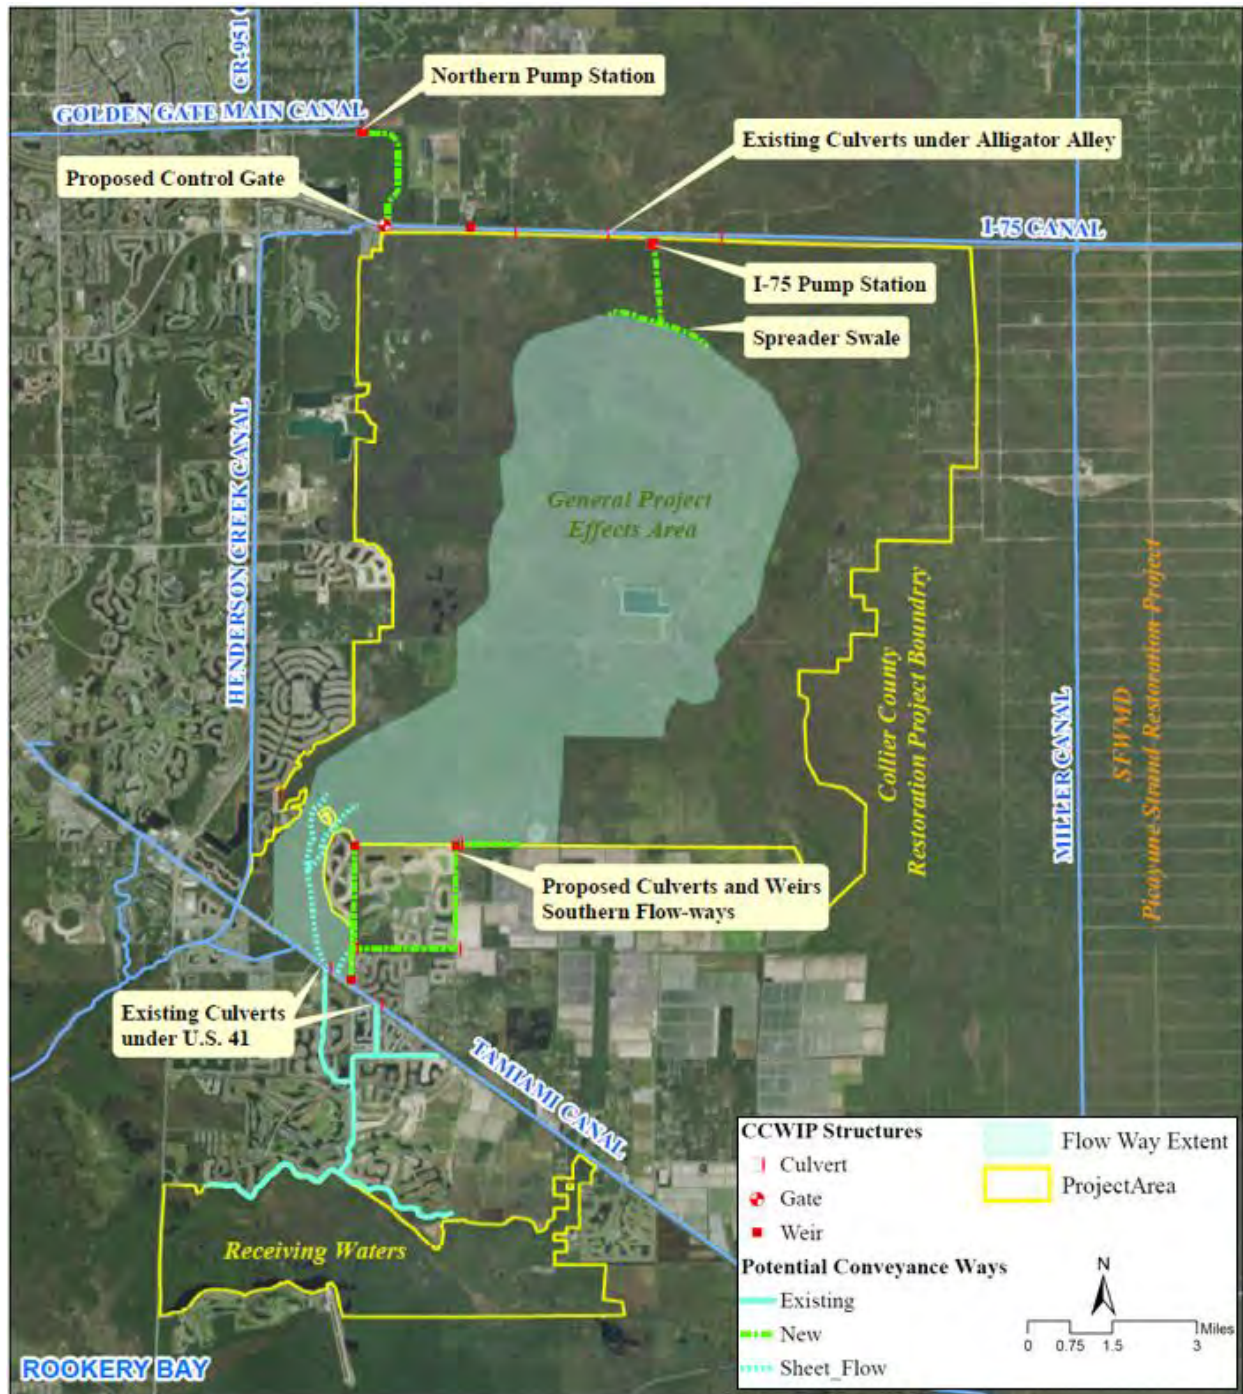 CR-951
Northern Pump Station
GOLDEN GATE MAIN CANAL
Existing Culverts under Alligator Alley
Proposed Control Gate
I-75 CANAL
I-75 Pump Station
Spreader Swale
General Project
Effects Area
HENDERSON CREEK CANAL
Collier County
Restoration Project Boundry
MILLER CANAL
SFWMD
Picayune Strand Restoration Project
Proposed Culverts and Weirs
Southern Flow-ways
Existing Culverts
under U.S. 41
TAMIAMI CANAL
Receiving Waters
ROOKERY BAY
CCWIP Structures
Culvert
Gate
Weir
Potential Conveyance Ways
Existing
New
Sheet_Flow
Flow Way Extent
ProjectArea
N
Miles
0 0.75 1.5 3